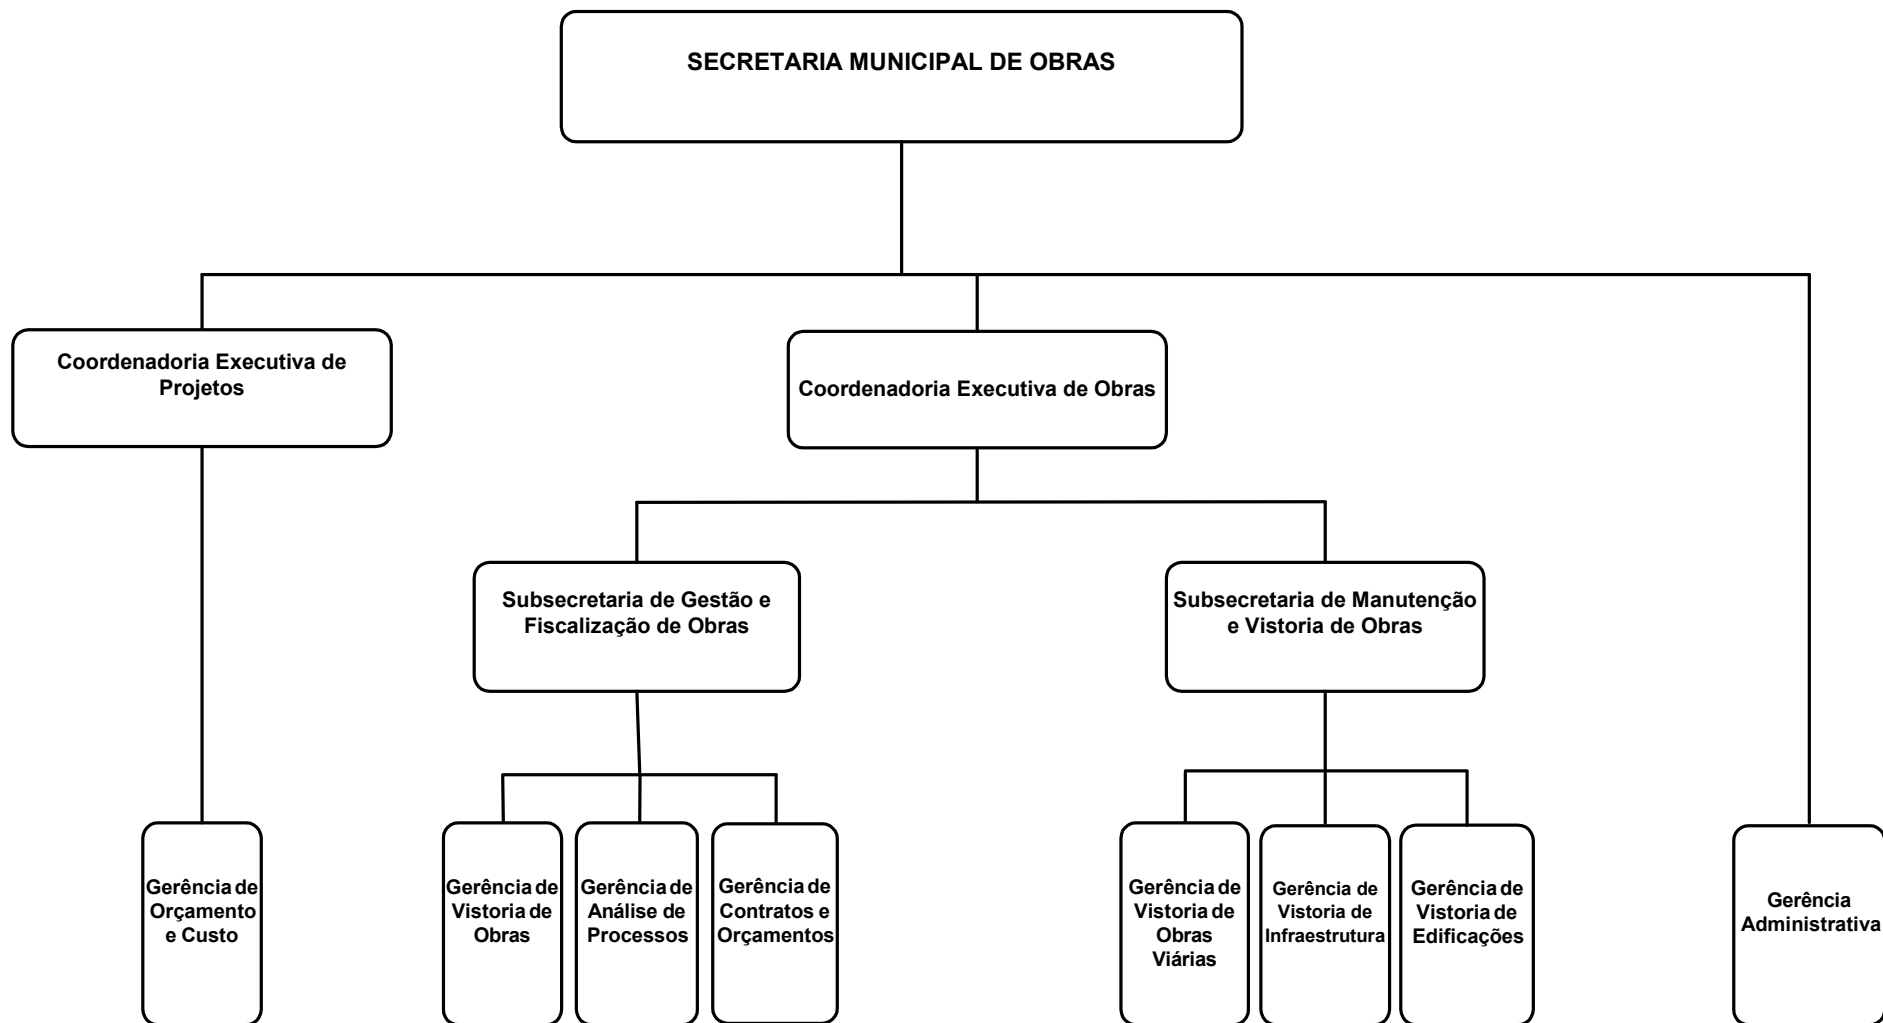 SECRETARIA MUNICIPAL DE OBRAS
Coordenadoria Executiva de
Projetos
Coordenadoria Executiva de Obras
Subsecretaria de Gestão e
Fiscalização de Obras
Subsecretaria de Manutenção
e Vistoria de Obras
Gerência de
Orçamento
e Custo
Gerência de
Vistoria de
Obras
Gerência de
Análise de
Processos
Gerência de
Contratos e
Orçamentos
Gerência de
Vistoria de
Obras
Viárias
Gerência de
Vistoria de
Infraestrutura
Gerência de
Vistoria de
Edificações
Gerência
Administrativa